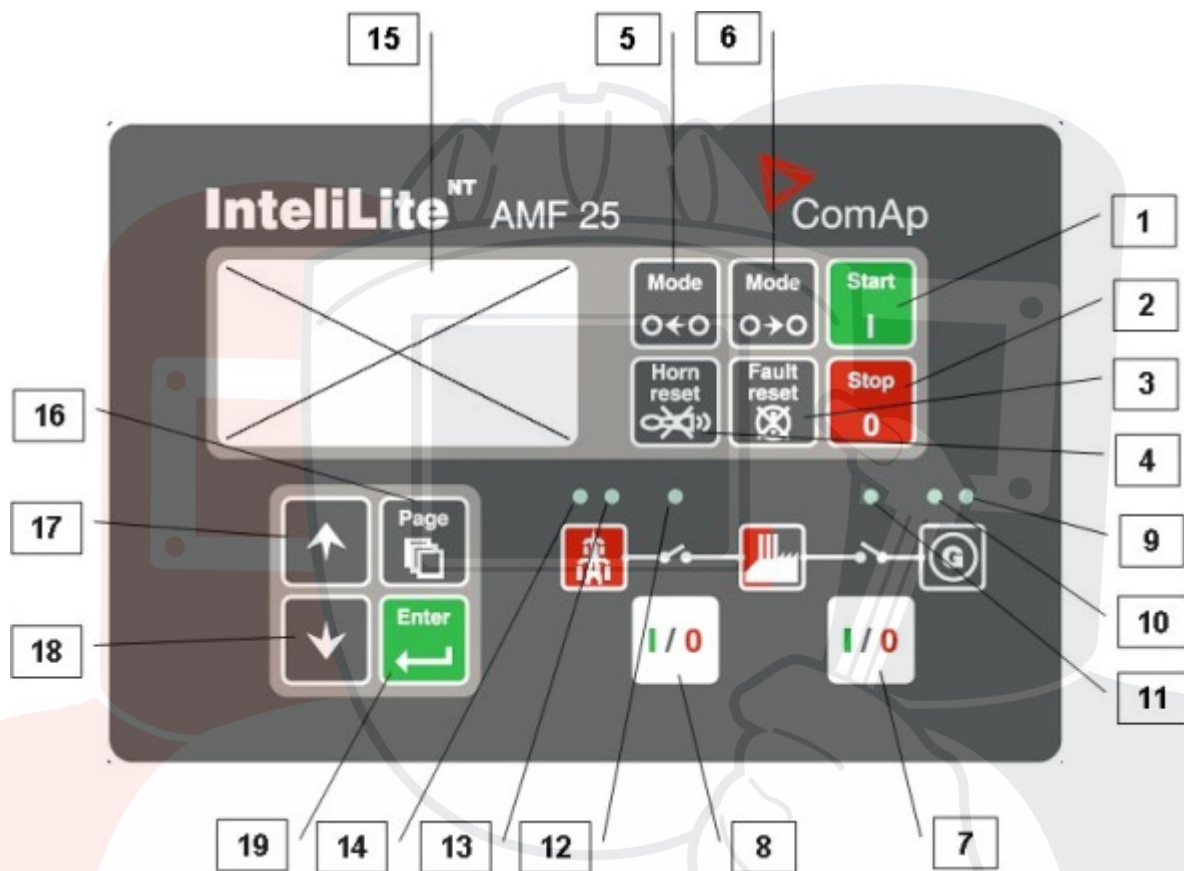 15
5
6
InteliLite NT AMF 25
ComAp
1
Mode
Mode
Start
I
2
Horn reset
Fault reset
Stop
0
3
16
4
17
Page
9
G
18
Enter
I / 0
I / 0
10
11
19
14
13
12
8
7